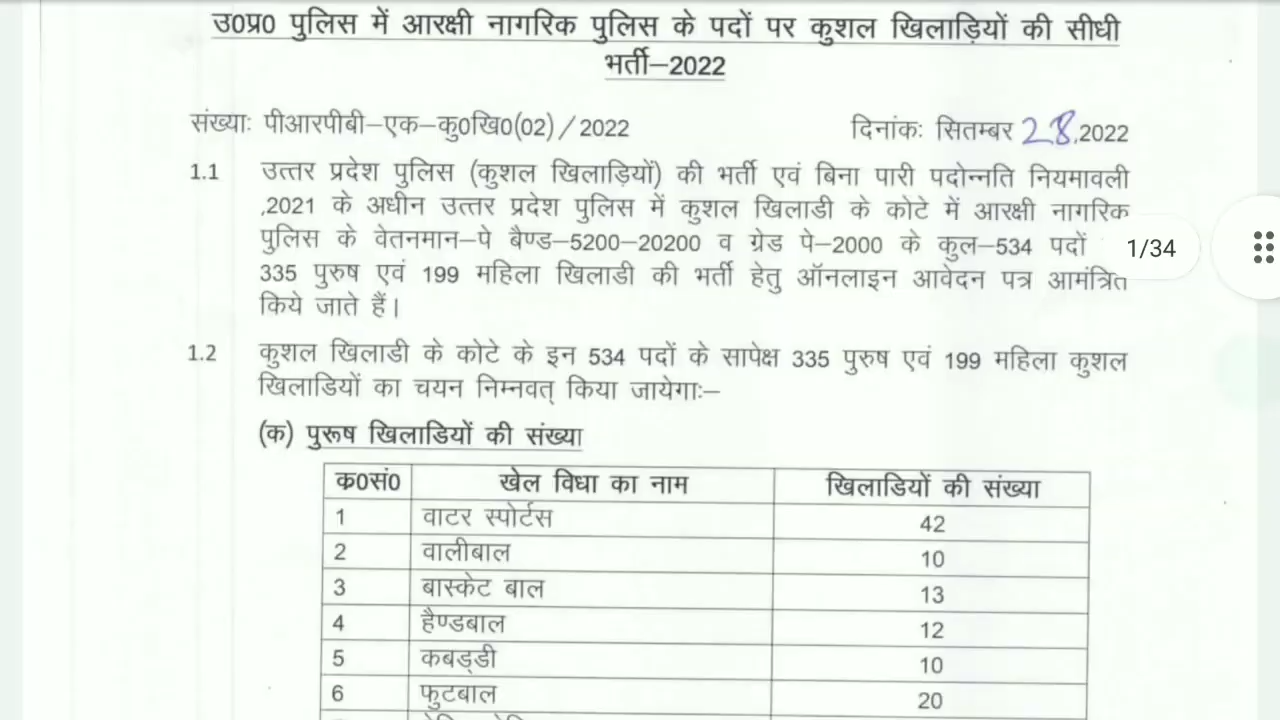 उ0प्र0 पुलिस में आरक्षी नागरिक पुलिस के पदों पर कुशल खिलाड़ियों की सीधी
भर्ती–2022
संख्याः पीआरपीबी–एक–कु0खि0(02) / 2022 दिनांकः सितम्बर 28,2022
1.1 उत्तर प्रदेश पुलिस (कुशल खिलाड़ियों) की भर्ती एवं बिना पारी पदोन्नति नियमावली
,2021 के अधीन उत्तर प्रदेश पुलिस में कुशल खिलाडी के कोटे में आरक्षी नागरिक
पुलिस के वेतनमान–पे बैण्ड–5200–20200 व ग्रेड पे–2000 के कुल–534 पदों
1/34
335 पुरुष एवं 199 महिला खिलाडी की भर्ती हेतु ऑनलाइन आवेदन पत्र आमंत्रित
किये जाते हैं।
1.2 कुशल खिलाडी के कोटे के इन 534 पदों के सापेक्ष 335 पुरुष एवं 199 महिला कुशल
खिलाडियों का चयन निम्नवत् किया जायेगाः–
(क) पुरूष खिलाडियों की संख्या
क0सं0 खेल विधा का नाम खिलाडियों की संख्या
1 वाटर स्पोर्टस 42
2 वालीबाल 10
3 बास्केट बाल 13
4 हैण्डबाल 12
5 कबड्डी 10
6 फुटबाल 20